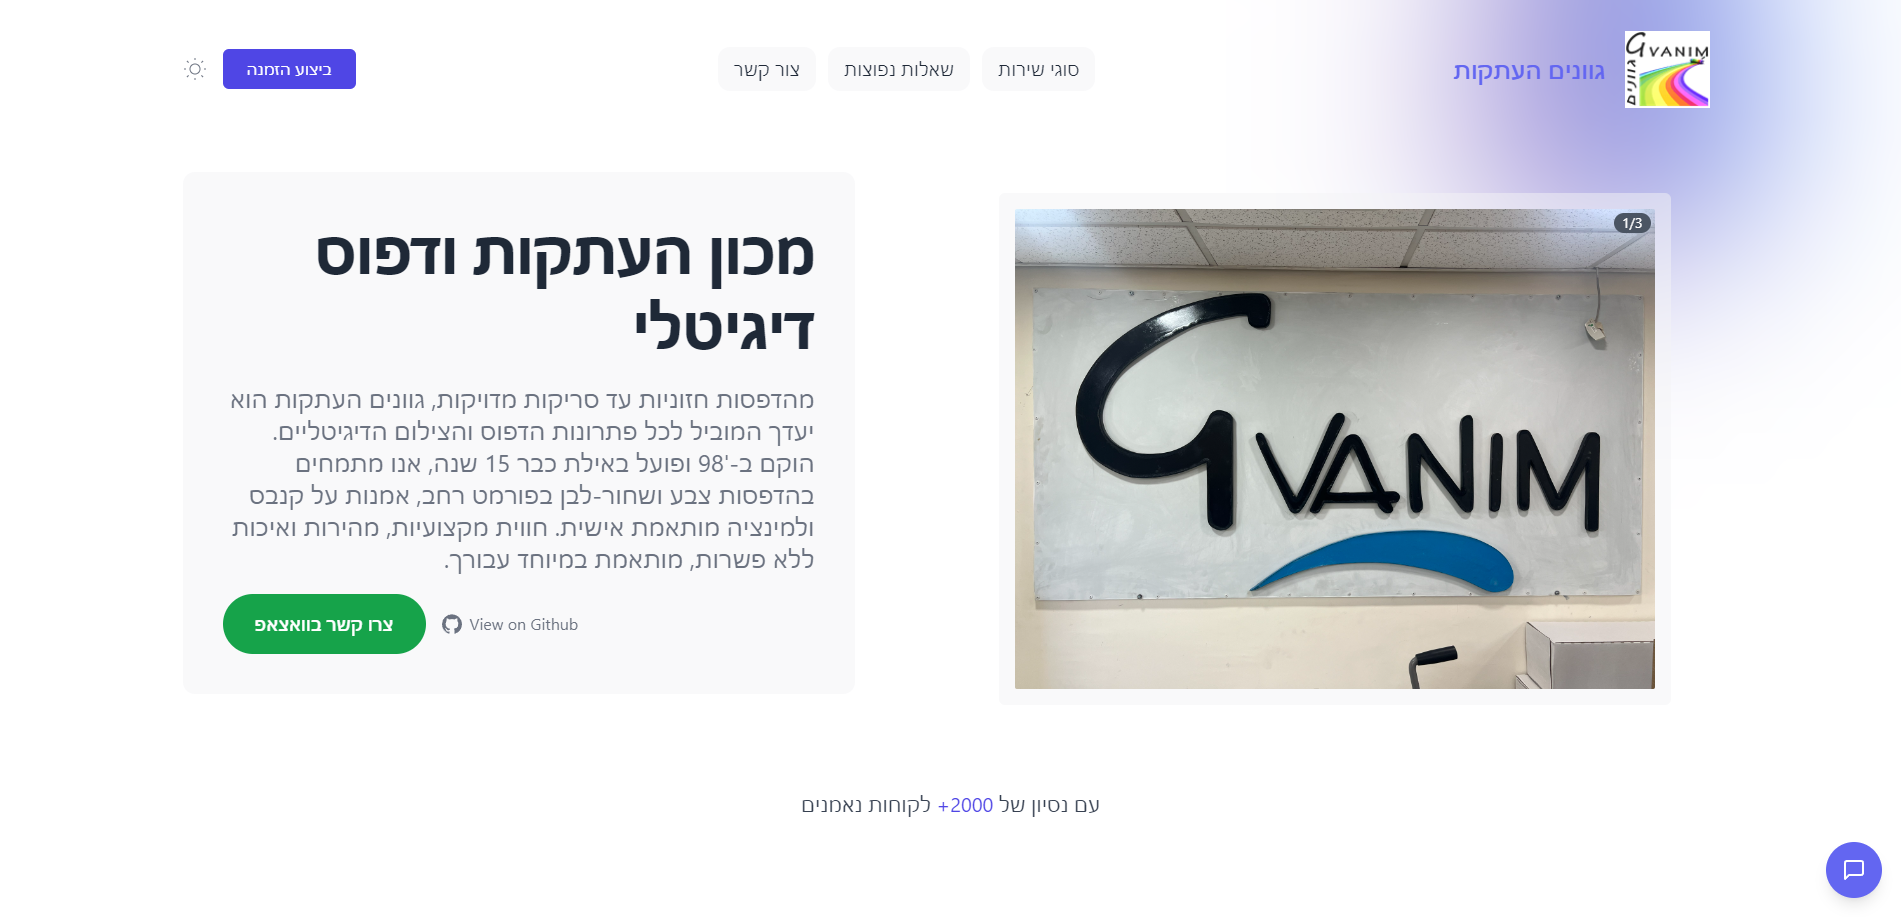 GVANIM
גוונים
גוונים העתקות
סוגי שירות
שאלות נפוצות
צור קשר
ביצוע הזמנה
1/3
GVANIM
מכון העתקות ודפוס
דיגיטלי
מהדפסות חזוניות עד סריקות מדויקות, גוונים העתקות הוא
יעדך המוביל לכל פתרונות הדפוס והצילום הדיגיטליים.
הוקם ב-'98 ופועל באילת כבר 15 שנה, אנו מתמחים
בהדפסות צבע ושחור-לבן בפורמט רחב, אמנות על קנבס
ולמינציה מותאמת אישית. חווית מקצועיות, מהירות ואיכות
ללא פשרות, מותאמת במיוחד עבורך.
View on Github
צרו קשר בוואצאפ
עם נסיון של 2000+ לקוחות נאמנים